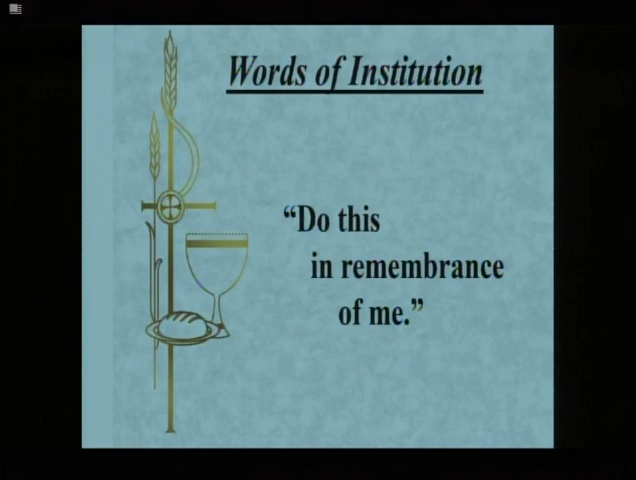 Words of Institution
“Do this
in remembrance
of me.”